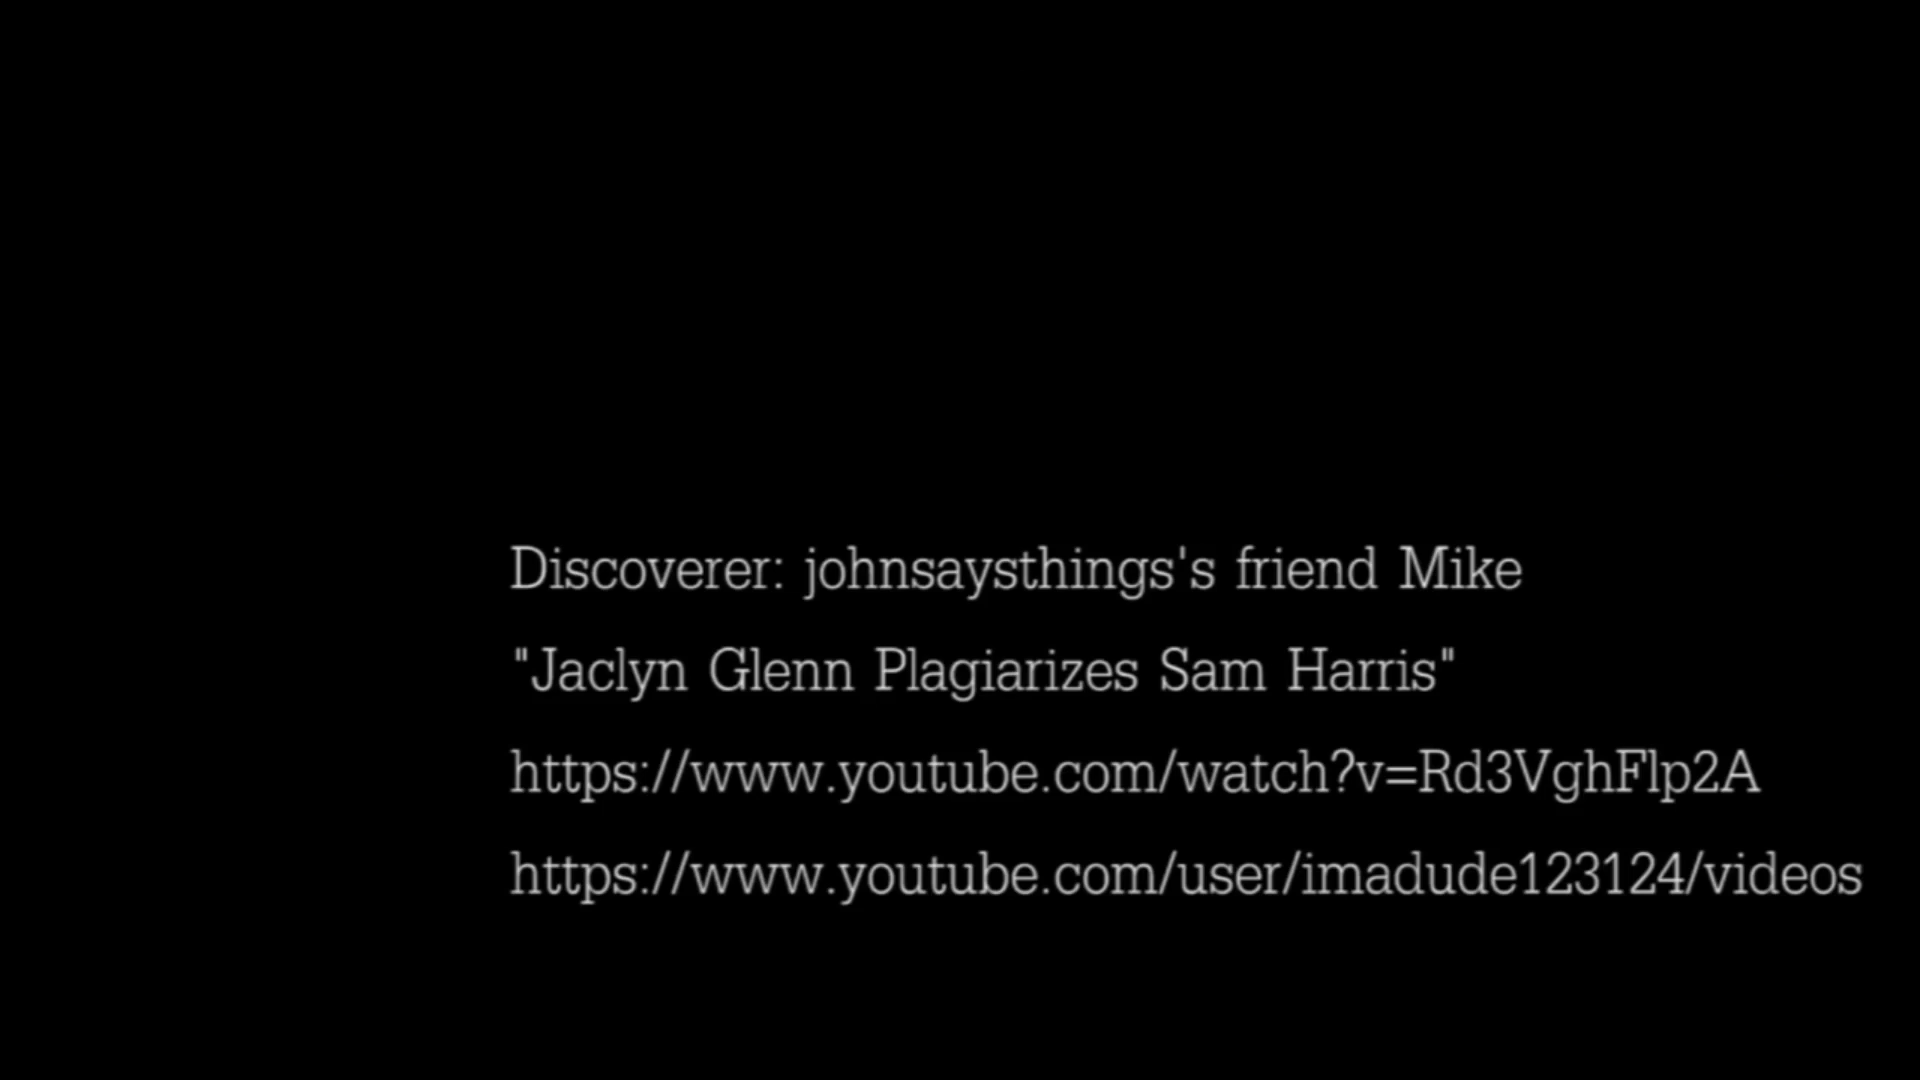 Discoverer: johnsaysthings's friend Mike
"Jaclyn Glenn Plagiarizes Sam Harris"
https://www.youtube.com/watch?v=Rd3VghFlp2A
https://www.youtube.com/user/imadude123124/videos